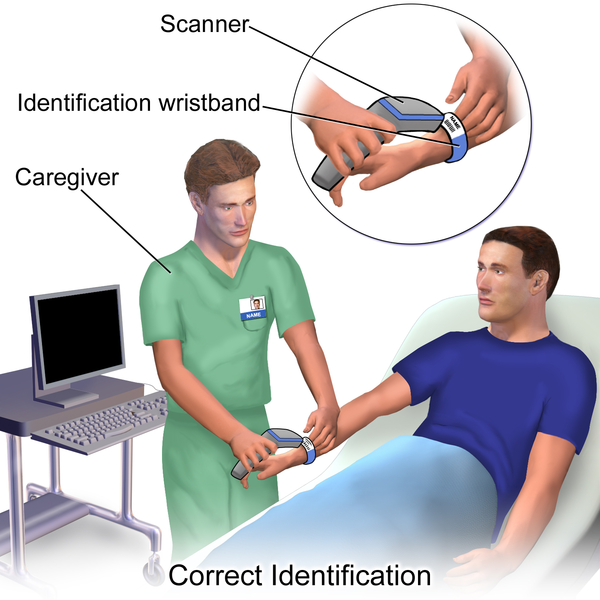 Scanner
Identification wristband
NAME
Caregiver
NAME
Correct Identification